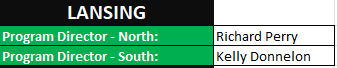 LANSING
Program Director - North: Richard Perry
Program Director - South: Kelly Donnelon